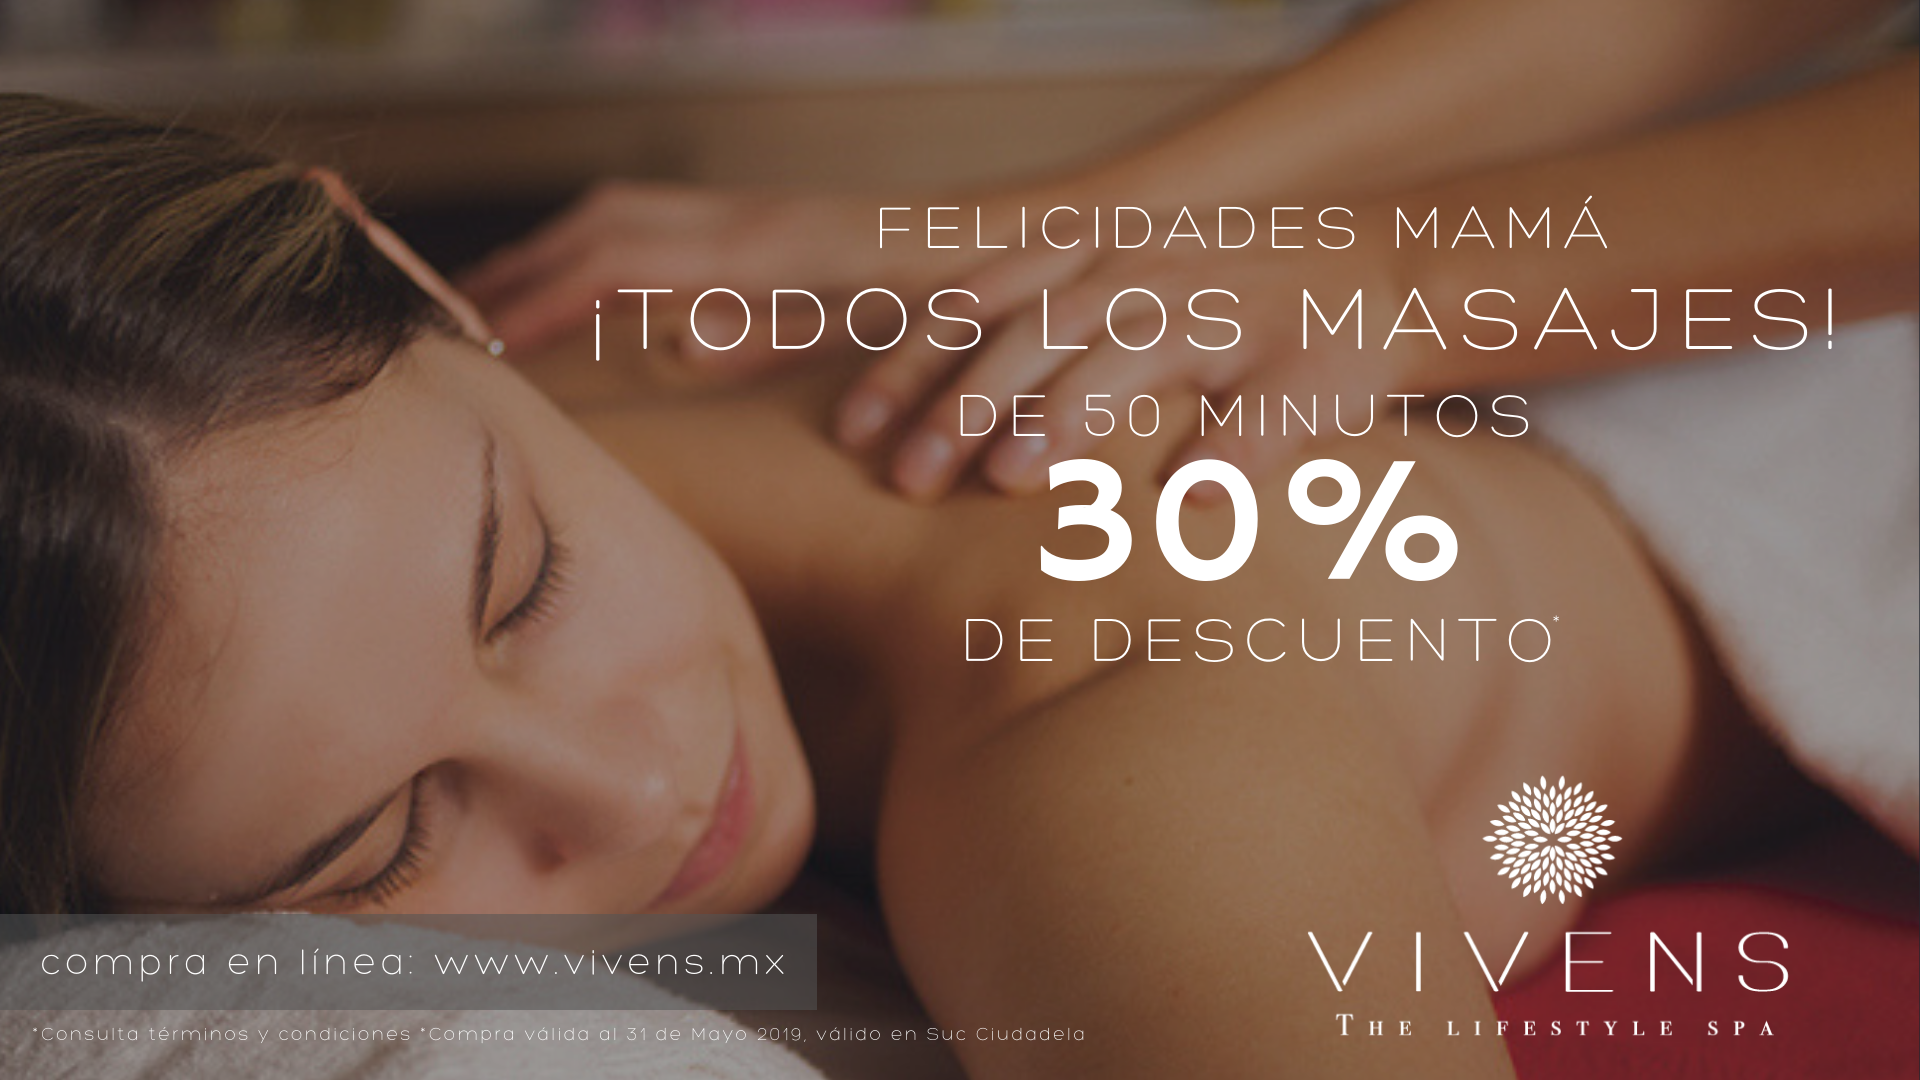 FELICIDADES MAMÁ
¡TODOS LOS MASAJES!
DE 50 MINUTOS
30%
DE DESCUENTO*
VIVENS
THE LIFESTYLE SPA
compra en línea: www.vivens.mx
*Consulta términos y condiciones *Compra válida al 31 de Mayo 2019, válido en Suc Ciudadela